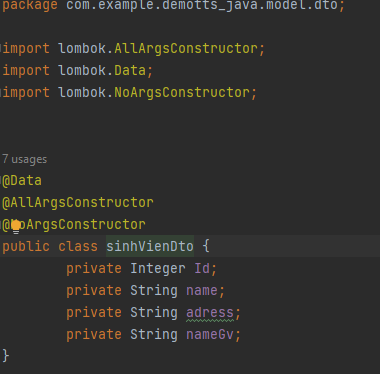 package com.example.demotts_java.model.dto;
import lombok.AllArgsConstructor;
import lombok.Data;
import lombok.NoArgsConstructor;
7 usages
@Data
@AllArgsConstructor
@NoArgsConstructor
public class sinhVienDto {
private Integer Id;
private String name;
private String adress;
private String nameGv;
}